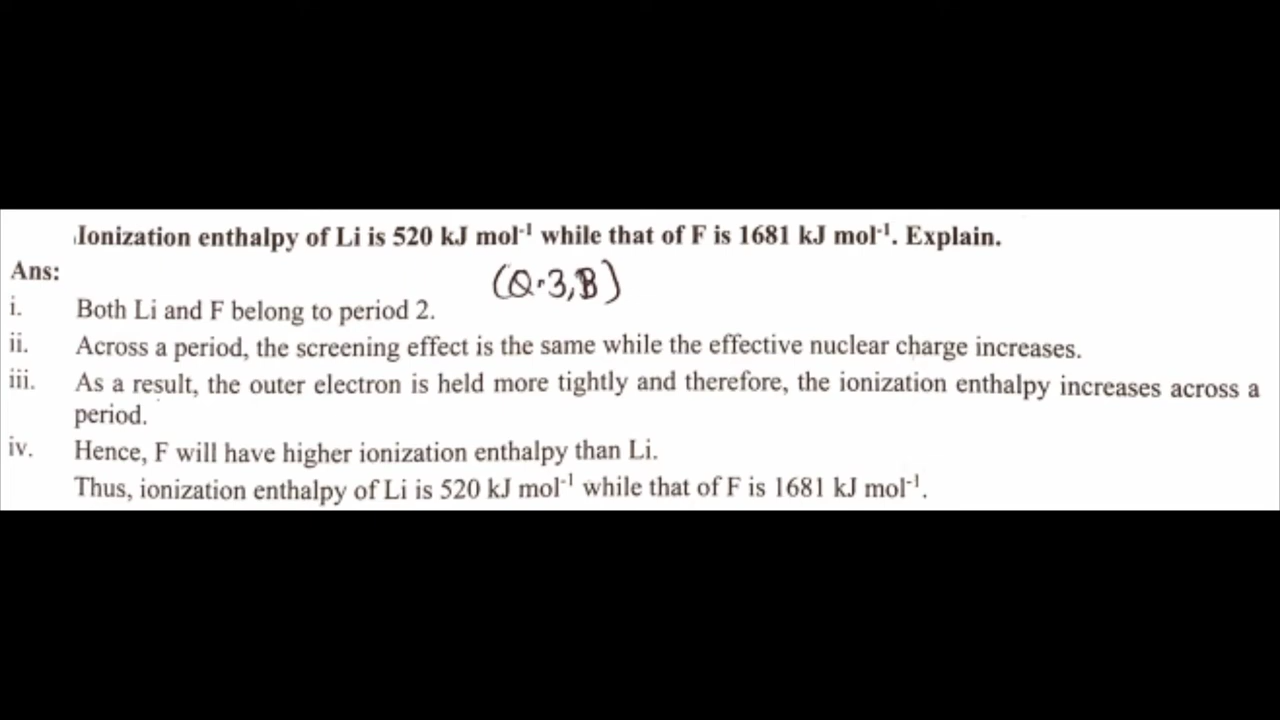 Ionization enthalpy of Li is 520 kJ mol⁻¹ while that of F is 1681 kJ mol⁻¹. Explain.
Ans:
(Q.3,B)
i. Both Li and F belong to period 2.
ii. Across a period, the screening effect is the same while the effective nuclear charge increases.
iii. As a result, the outer electron is held more tightly and therefore, the ionization enthalpy increases across a
period.
iv. Hence, F will have higher ionization enthalpy than Li.
Thus, ionization enthalpy of Li is 520 kJ mol⁻¹ while that of F is 1681 kJ mol⁻¹.